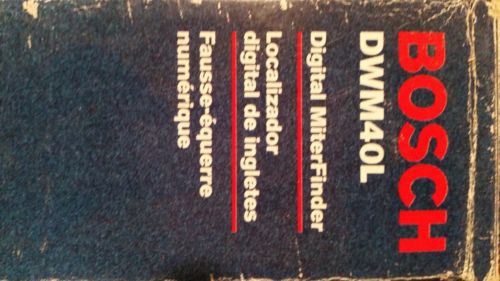 BOSCH
DWM40L
Digital MiterFinder
Localizador
digital de ingletes
Fausse-équerre
numérique